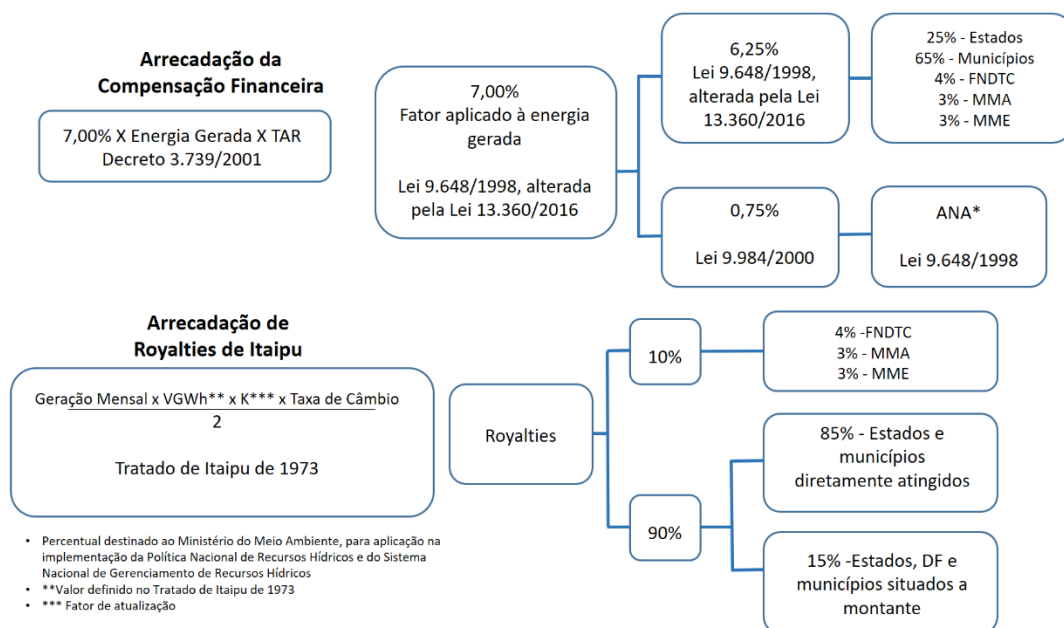 Arrecadação da
Compensação Financeira
7,00% X Energia Gerada X TAR
Decreto 3.739/2001
7,00%
Fator aplicado à energia
gerada
Lei 9.648/1998, alterada
pela Lei 13.360/2016
6,25%
Lei 9.648/1998,
alterada pela Lei
13.360/2016
25% - Estados
65% - Municípios
4% - FNDTC
3% - MMA
3% - MME
0,75%
Lei 9.984/2000
ANA*
Lei 9.648/1998
Arrecadação de
Royalties de Itaipu
Geração Mensal x VGWh** x K*** x Taxa de Câmbio
2
Tratado de Itaipu de 1973
Royalties
10%
4% -FNDTC
3% - MMA
3% - MME
90%
85% - Estados e
municípios
diretamente atingidos
15% -Estados, DF e
municípios situados a
montante
• Percentual destinado ao Ministério do Meio Ambiente, para aplicação na
implementação da Política Nacional de Recursos Hídricos e do Sistema
Nacional de Gerenciamento de Recursos Hídricos
• **Valor definido no Tratado de Itaipu de 1973
• *** Fator de atualização